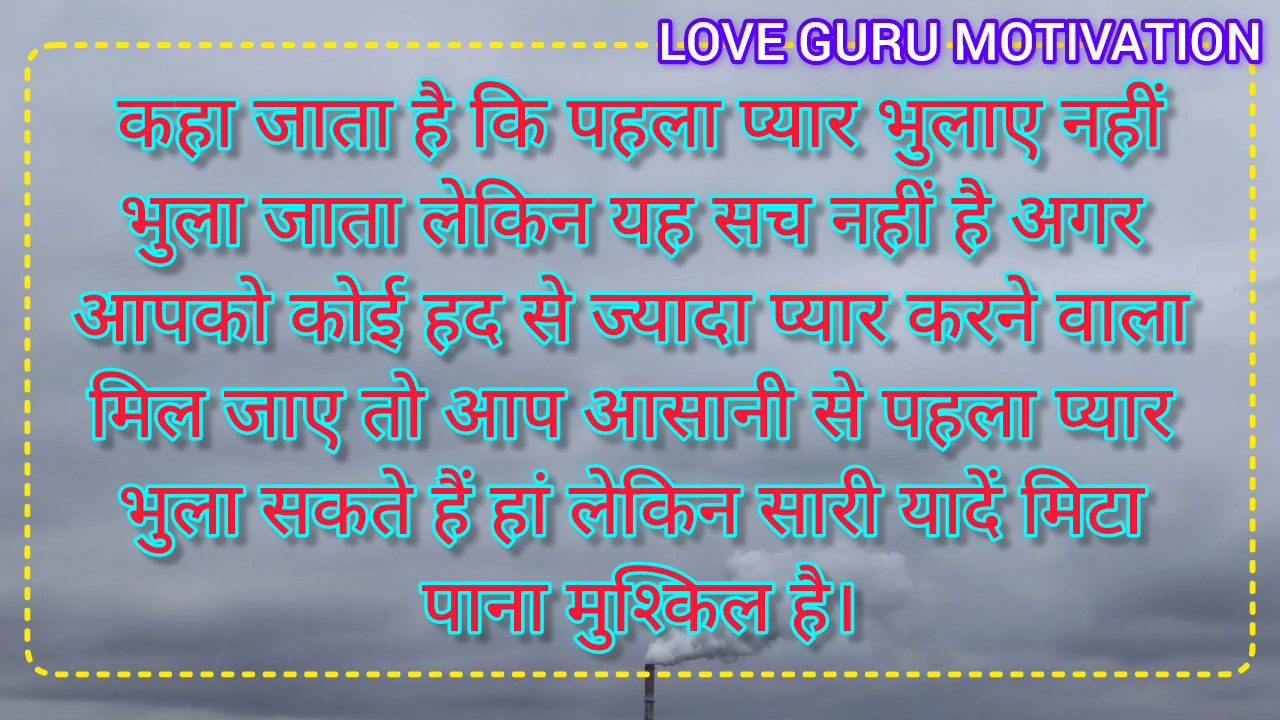 LOVE GURU MOTIVATION
कहा जाता है कि पहला प्यार भुलाए नहीं
भुला जाता लेकिन यह सच नहीं है अगर
आपको कोई हद से ज्यादा प्यार करने वाला
मिल जाए तो आप आसानी से पहला प्यार
भुला सकते हैं हां लेकिन सारी यादें मिटा
पाना मुश्किल है।